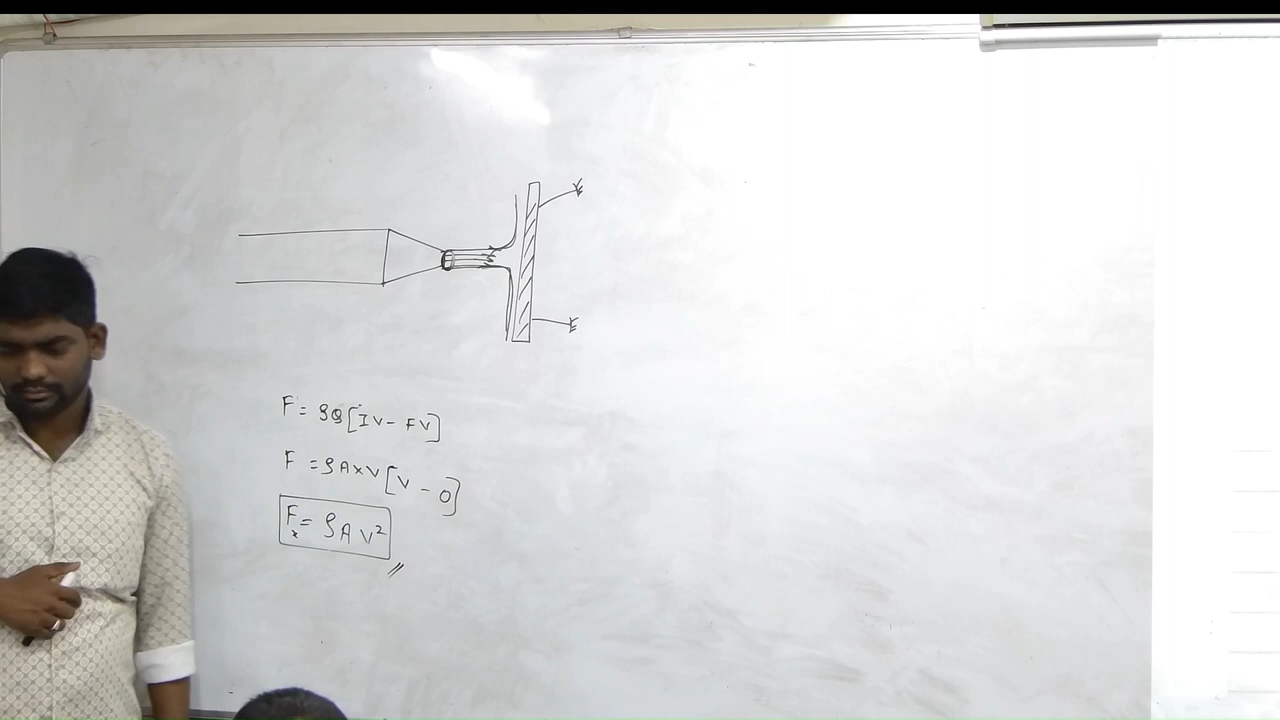 F = ρQ[IV - FV]
F = ρA×V[V - 0]
Fₓ = ρAV²